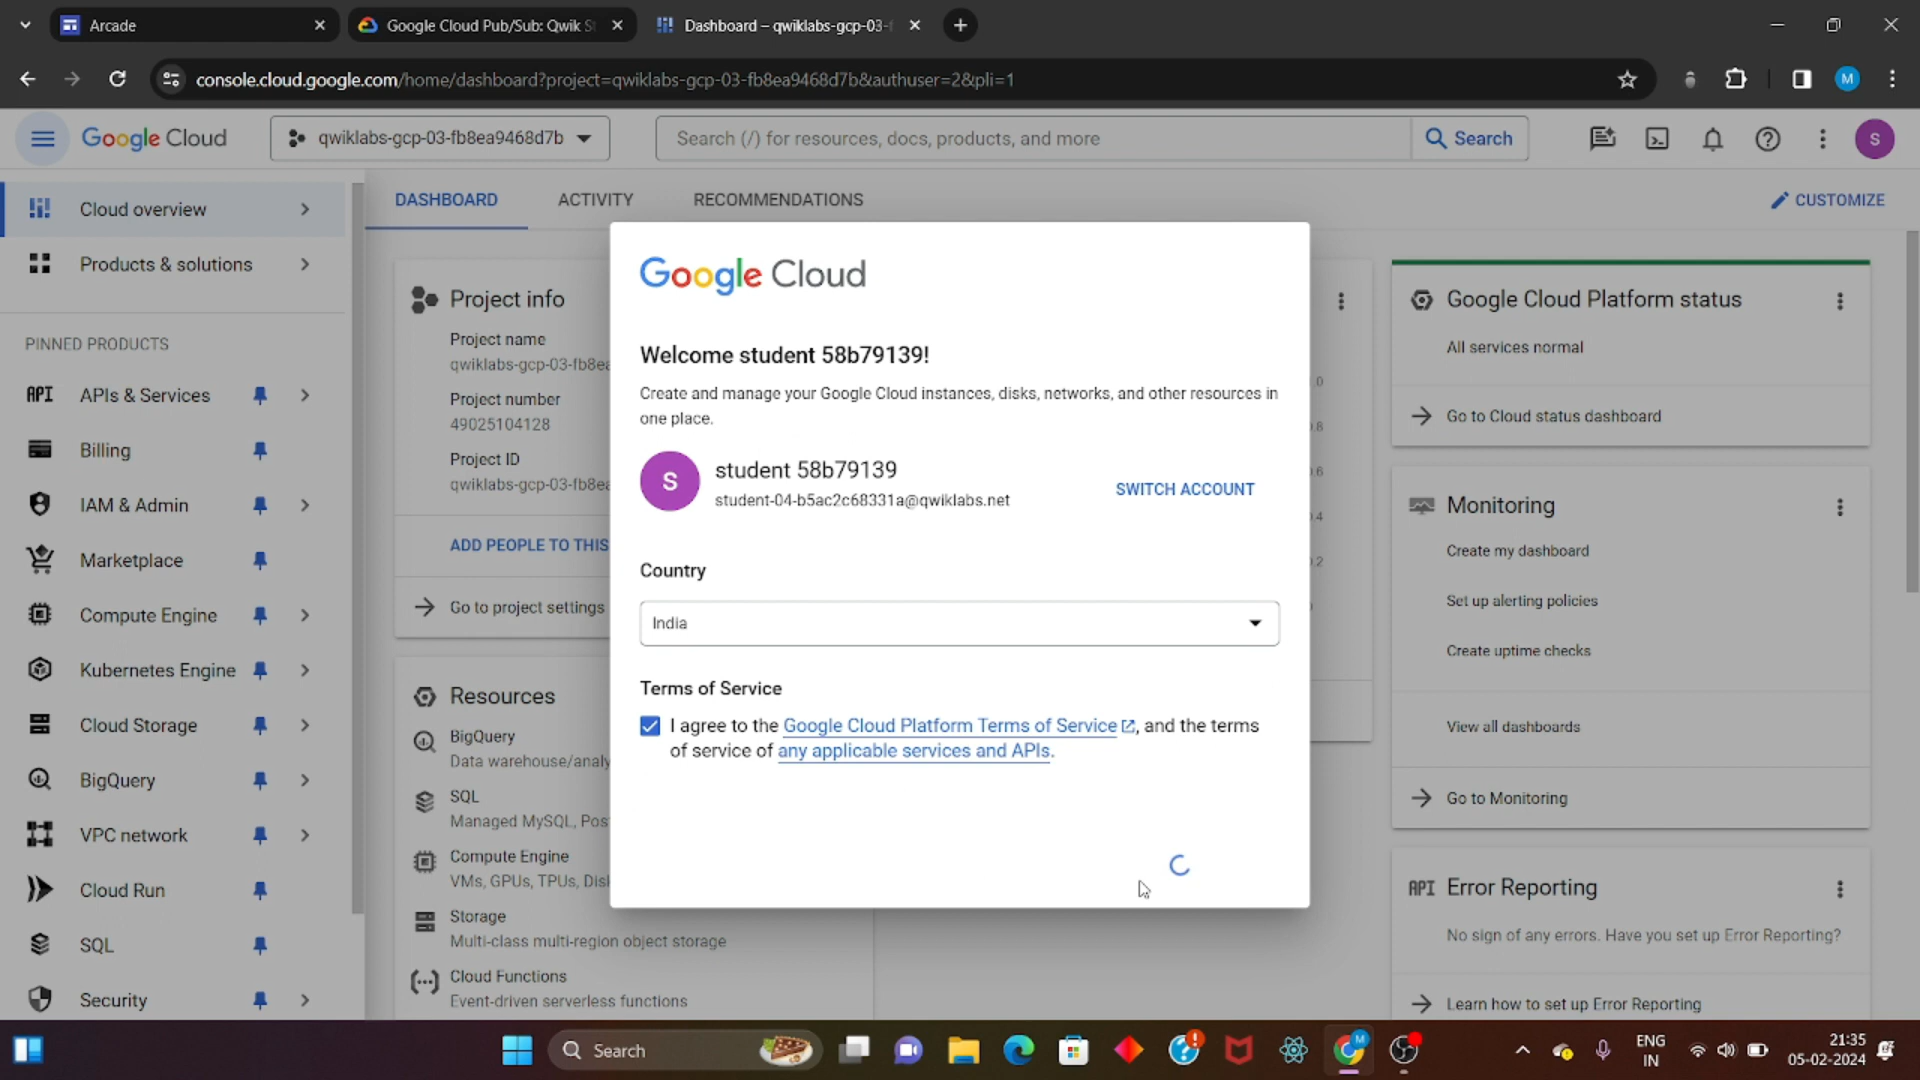 Arcade
Google Cloud Pub/Sub: Qwik St
Dashboard – qwiklabs-gcp-03-f
console.cloud.google.com/home/dashboard?project=qwiklabs-gcp-03-fb8ea9468d7b&authuser=2&pli=1
M
Google Cloud
qwiklabs-gcp-03-fb8ea9468d7b
Search (/) for resources, docs, products, and more
Search
S
Cloud overview
Products & solutions
PINNED PRODUCTS
API APIs & Services
Billing
IAM & Admin
Marketplace
Compute Engine
Kubernetes Engine
Cloud Storage
BigQuery
VPC network
Cloud Run
SQL
Security
DASHBOARD
ACTIVITY
RECOMMENDATIONS
CUSTOMIZE
Project info
Project name
qwiklabs-gcp-03-fb8ea
Project number
49025104128
Project ID
qwiklabs-gcp-03-fb8ea
ADD PEOPLE TO THIS
Go to project settings
Resources
BigQuery
Data warehouse/analy
SQL
Managed MySQL, Pos
Compute Engine
VMs, GPUs, TPUs, Disk
Storage
Multi-class multi-region object storage
Cloud Functions
Event-driven serverless functions
Google Cloud
Welcome student 58b79139!
Create and manage your Google Cloud instances, disks, networks, and other resources in
one place.
S
student 58b79139
student-04-b5ac2c68331a@qwiklabs.net
SWITCH ACCOUNT
Country
India
Terms of Service
I agree to the Google Cloud Platform Terms of Service, and the terms
of service of any applicable services and APIs.
.0
.8
.6
.4
.2
Google Cloud Platform status
All services normal
Go to Cloud status dashboard
Monitoring
Create my dashboard
Set up alerting policies
Create uptime checks
View all dashboards
Go to Monitoring
API Error Reporting
No sign of any errors. Have you set up Error Reporting?
Learn how to set up Error Reporting
Search
M
ENG
IN
21:35
05-02-2024